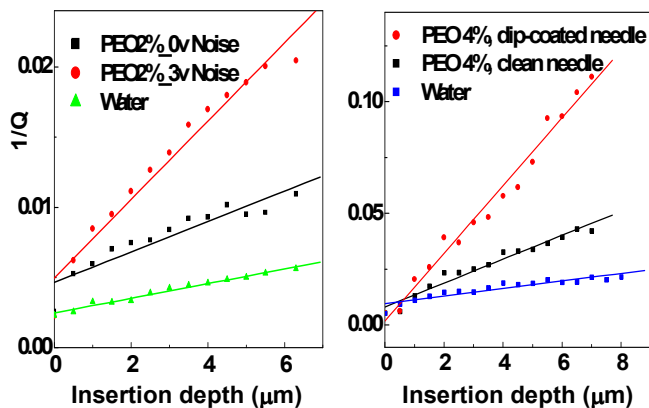 PEO2%_0v Noise
PEO2%_3v Noise
Water
0.02
0.01
0.00
1/Q
0 2 4 6
Insertion depth (μm)
PEO 4%, dip-coated needle
PEO 4%, clean needle
Water
0.10
0.05
0.00
0 2 4 6 8
Insertion depth (μm)